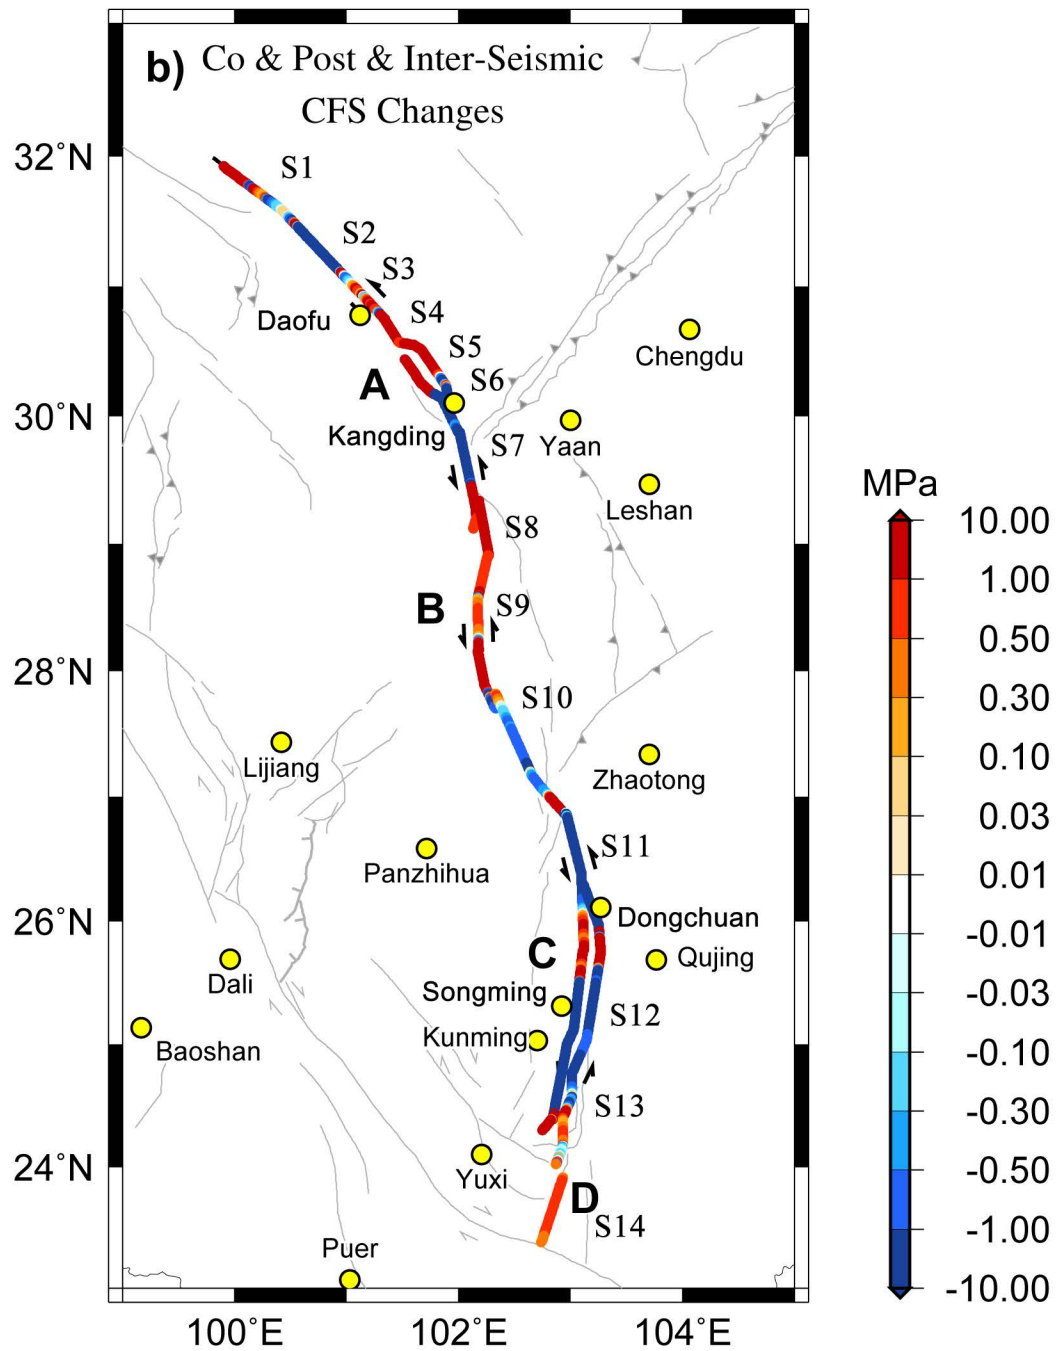 b) Co & Post & Inter-Seismic
CFS Changes
32°N
30°N
28°N
26°N
24°N
S1
S2
S3
S4
S5
S6
S7
S8
S9
S10
S11
S12
S13
S14
A
B
C
D
Daofu
Chengdu
Kangding
Yaan
Leshan
Lijiang
Zhaotong
Panzhihua
Dongchuan
Qujing
Dali
Songming
Kunming
Baoshan
Yuxi
Puer
100°E
102°E
104°E
MPa
10.00
1.00
0.50
0.30
0.10
0.03
0.01
-0.01
-0.03
-0.10
-0.30
-0.50
-1.00
-10.00